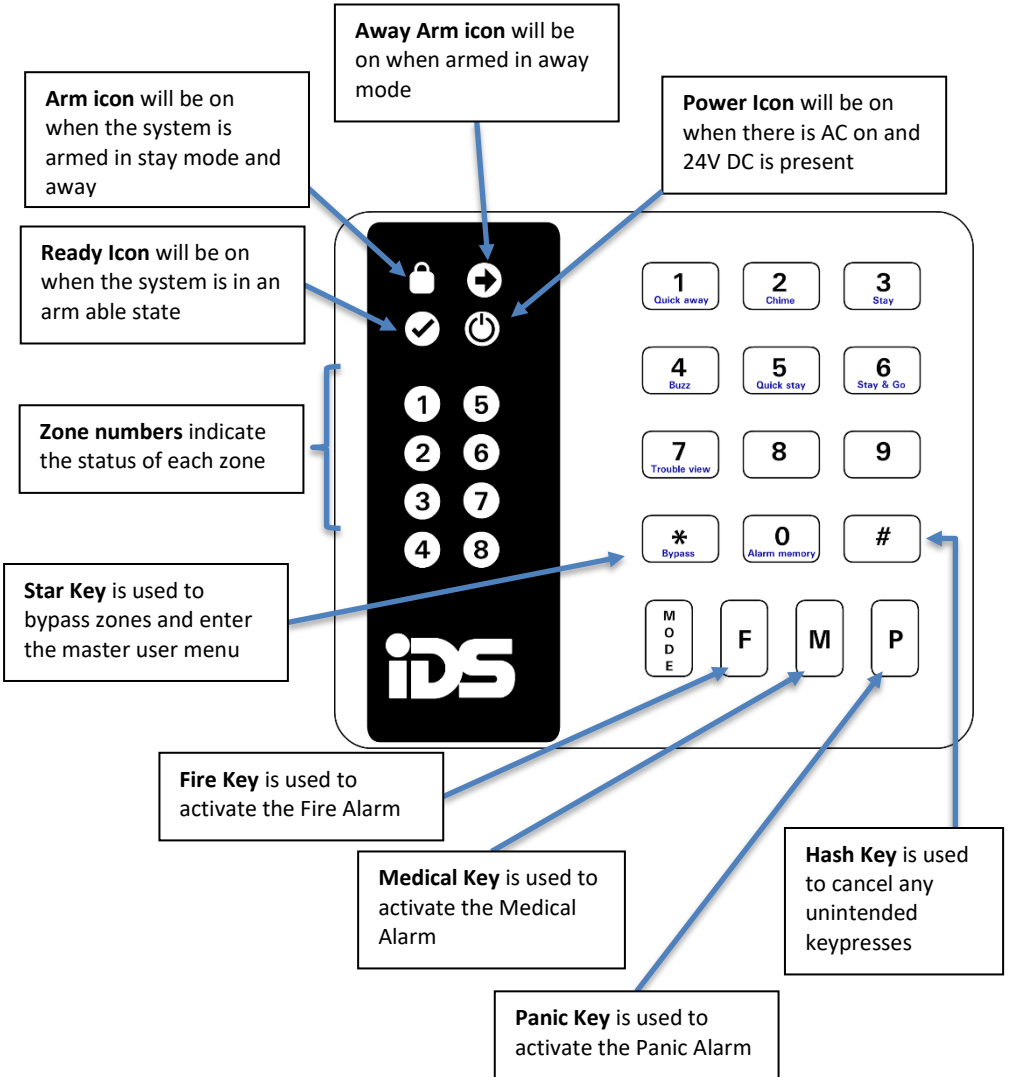 Away Arm icon will be
on when armed in away
mode
Arm icon will be on
when the system is
armed in stay mode and
away
Power Icon will be on
when there is AC on and
24V DC is present
Ready Icon will be on
when the system is in an
arm able state
Zone numbers indicate
the status of each zone
Star Key is used to
bypass zones and enter
the master user menu
1 5
2 6
3 7
4 8
iDS
1 2 3
Quick away Chime Stay
4 5 6
Buzz Quick stay Stay & Go
7 8 9
Trouble view
* 0 #
Bypass Alarm memory
MODE F M P
Fire Key is used to
activate the Fire Alarm
Medical Key is used to
activate the Medical
Alarm
Hash Key is used
to cancel any
unintended
keypresses
Panic Key is used to
activate the Panic Alarm